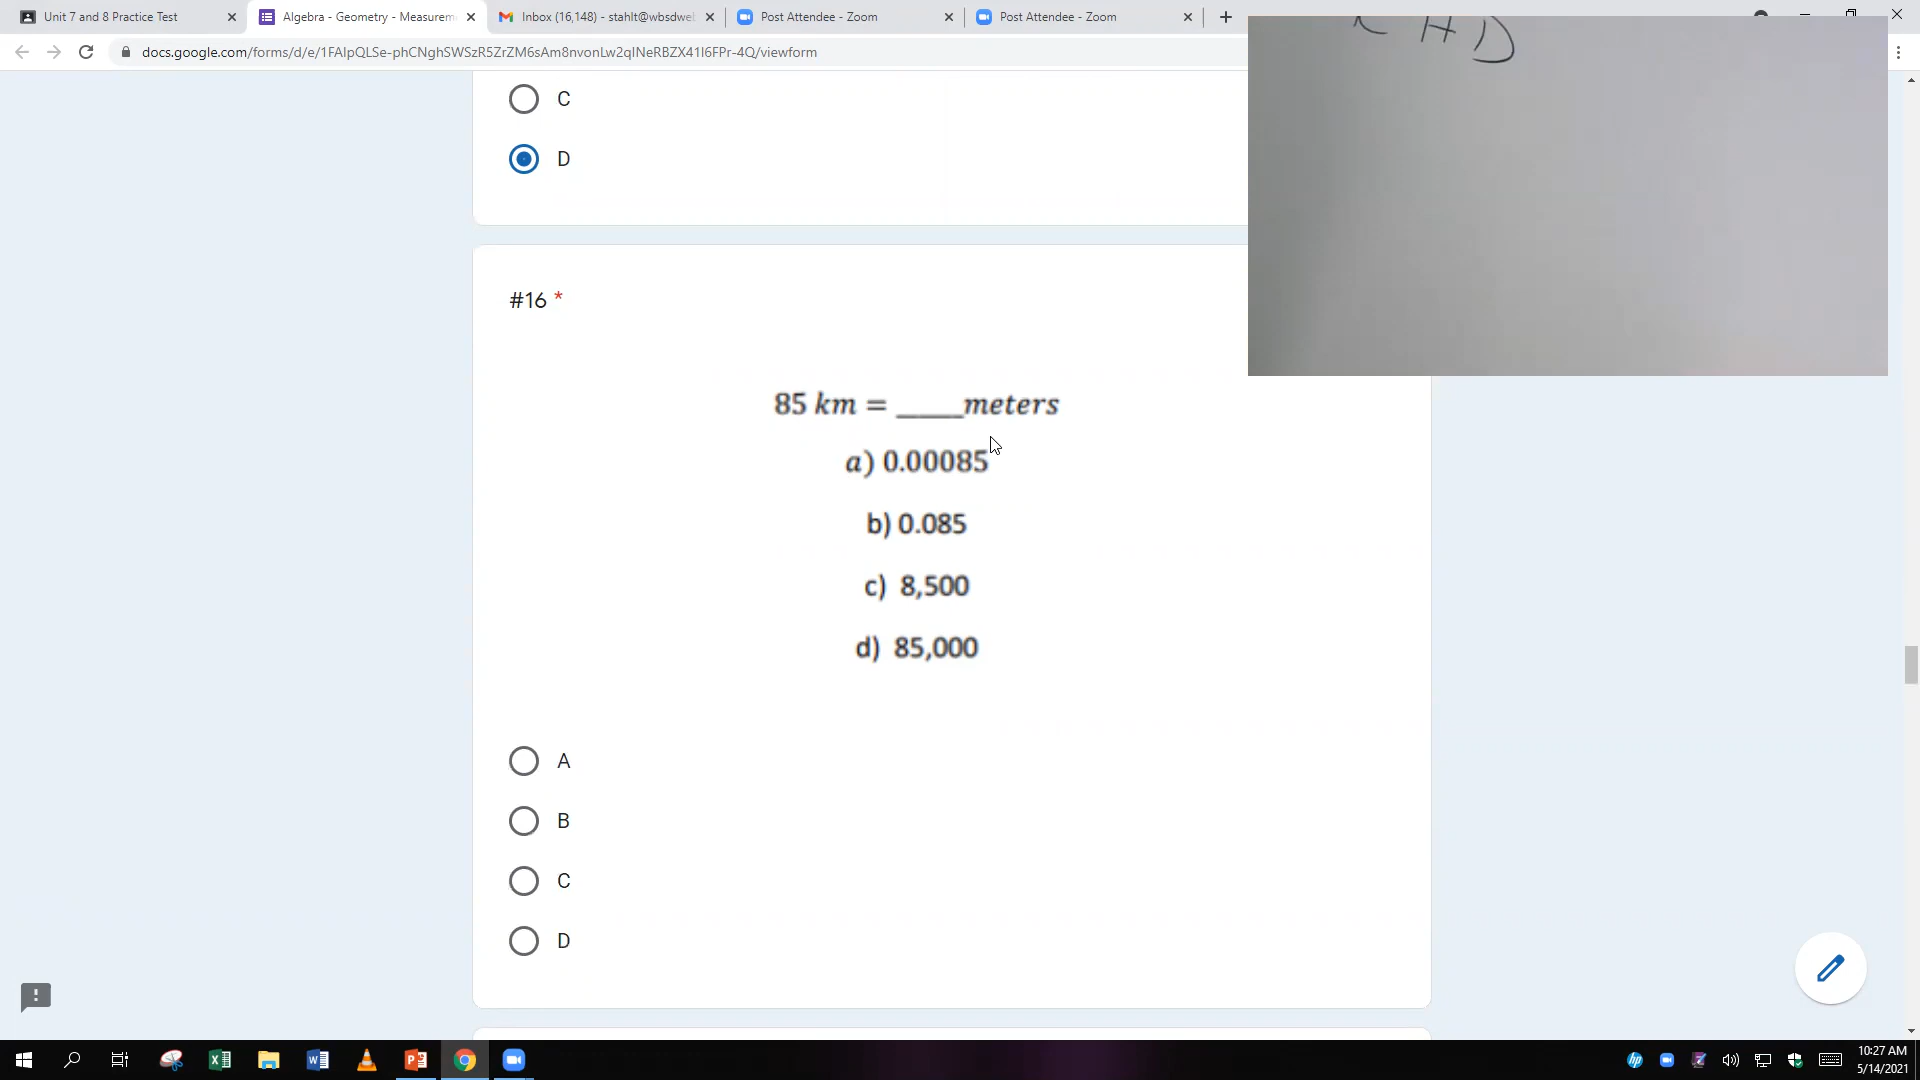 Unit 7 and 8 Practice Test
Algebra - Geometry - Measurem
Inbox (16,148) - stahlt@wbsdwe
Post Attendee - Zoom
Post Attendee - Zoom
docs.google.com/forms/d/e/1FAIpQLSe-phCNghSWSzR5ZrZM6sAm8nvonLw2qINeRBZX41I6FPr-4Q/viewform
H D
C
D
#16 *
85 km = _____meters
a) 0.00085
b) 0.085
c) 8,500
d) 85,000
A
B
C
D
10:27 AM
5/14/2021